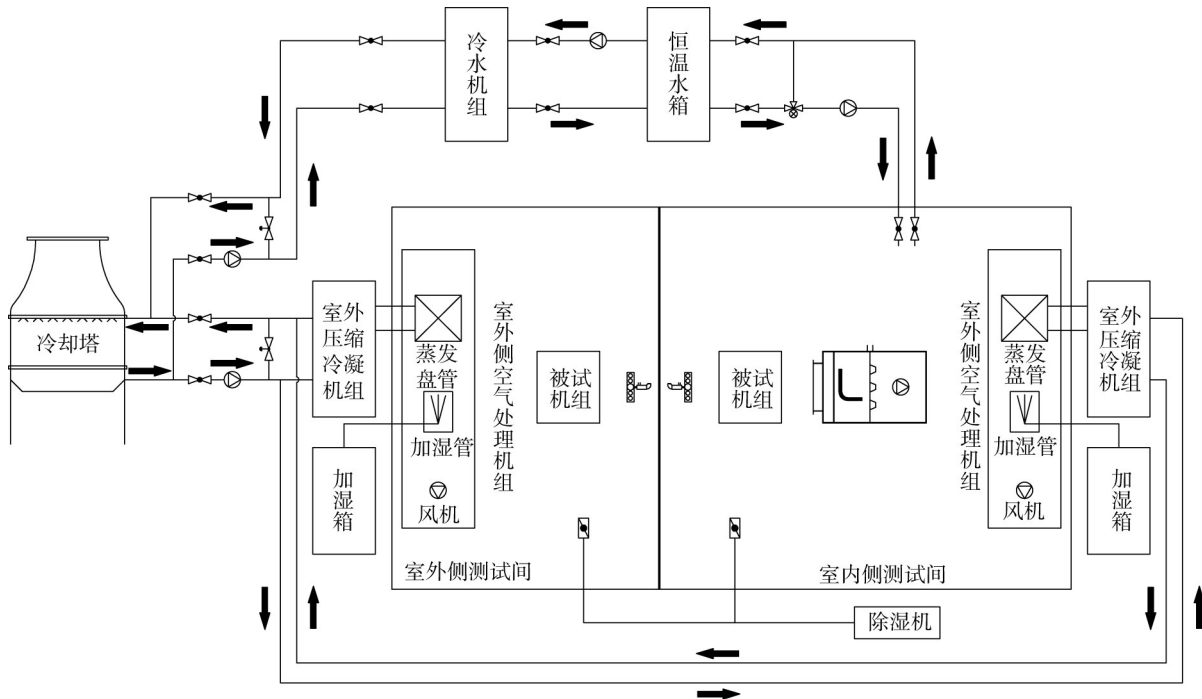 冷水机组
恒温水箱
冷却塔
室外
压缩
冷凝
机组
蒸发
盘管
加湿管
风机
室外侧空气处理机组
加湿箱
被试
机组
室外侧测试间
被试
机组
室外侧空气处理机组
蒸发
盘管
加湿管
风机
室外
压缩
冷凝
机组
加湿箱
室内侧测试间
除湿机